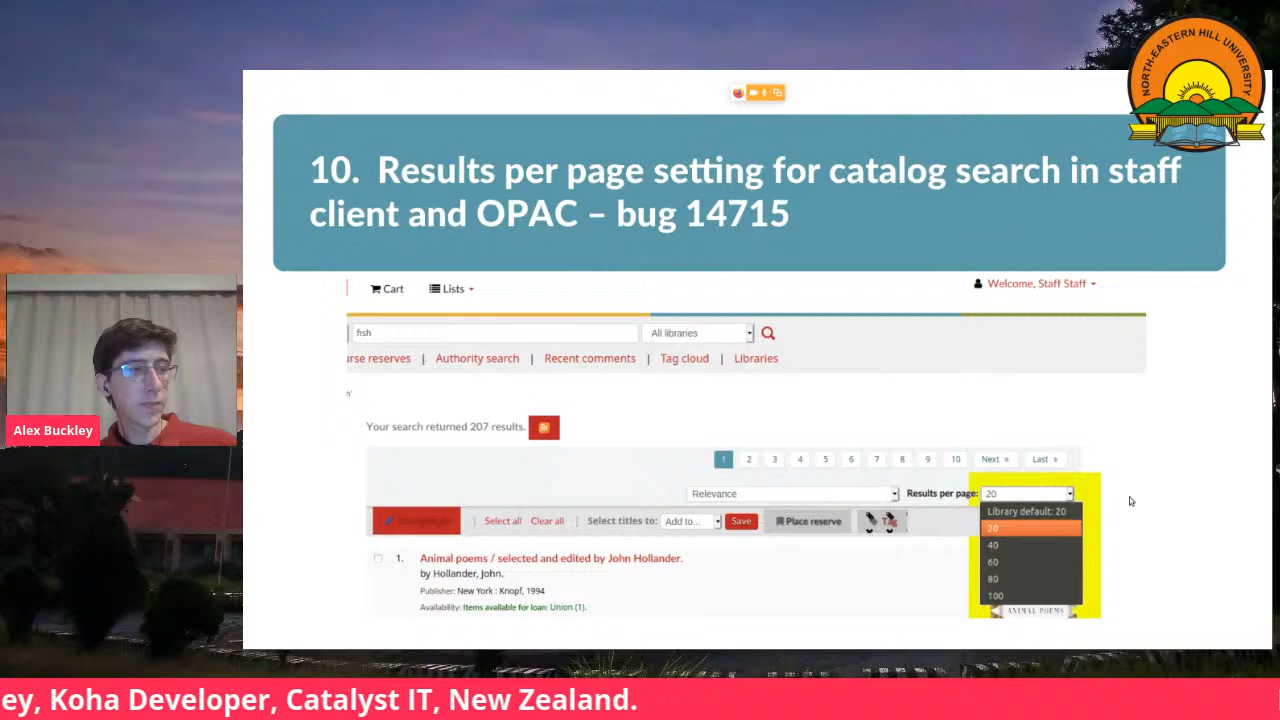 NORTH-EASTERN HILL UNIVERSITY
10. Results per page setting for catalog search in staff
client and OPAC – bug 14715
Cart Lists Welcome, Staff Staff
fish All libraries
urse reserves | Authority search | Recent comments | Tag cloud | Libraries
h'
Your search returned 207 results.
1 2 3 4 5 6 7 8 9 10 Next » Last »
Relevance Results per page: 20
Library default: 20
20
40
60
80
100
Select all Clear all Select titles to: Add to... Save Place reserve Tag
1. Animal poems / selected and edited by John Hollander.
by Hollander, John.
Publisher: New York : Knopf, 1994
Availability: Items available for loan: Union (1).
ANIMAL POEMS
Alex Buckley
ey, Koha Developer, Catalyst IT, New Zealand.